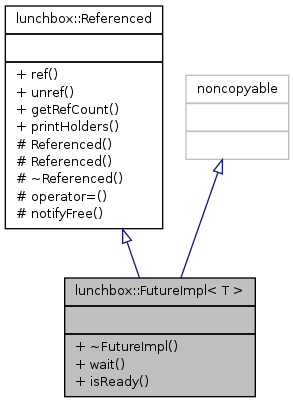 lunchbox::Referenced
+ ref()
+ unref()
+ getRefCount()
+ printHolders()
# Referenced()
# Referenced()
# ~Referenced()
# operator=()
# notifyFree()
noncopyable
lunchbox::FutureImpl< T >
+ ~FutureImpl()
+ wait()
+ isReady()